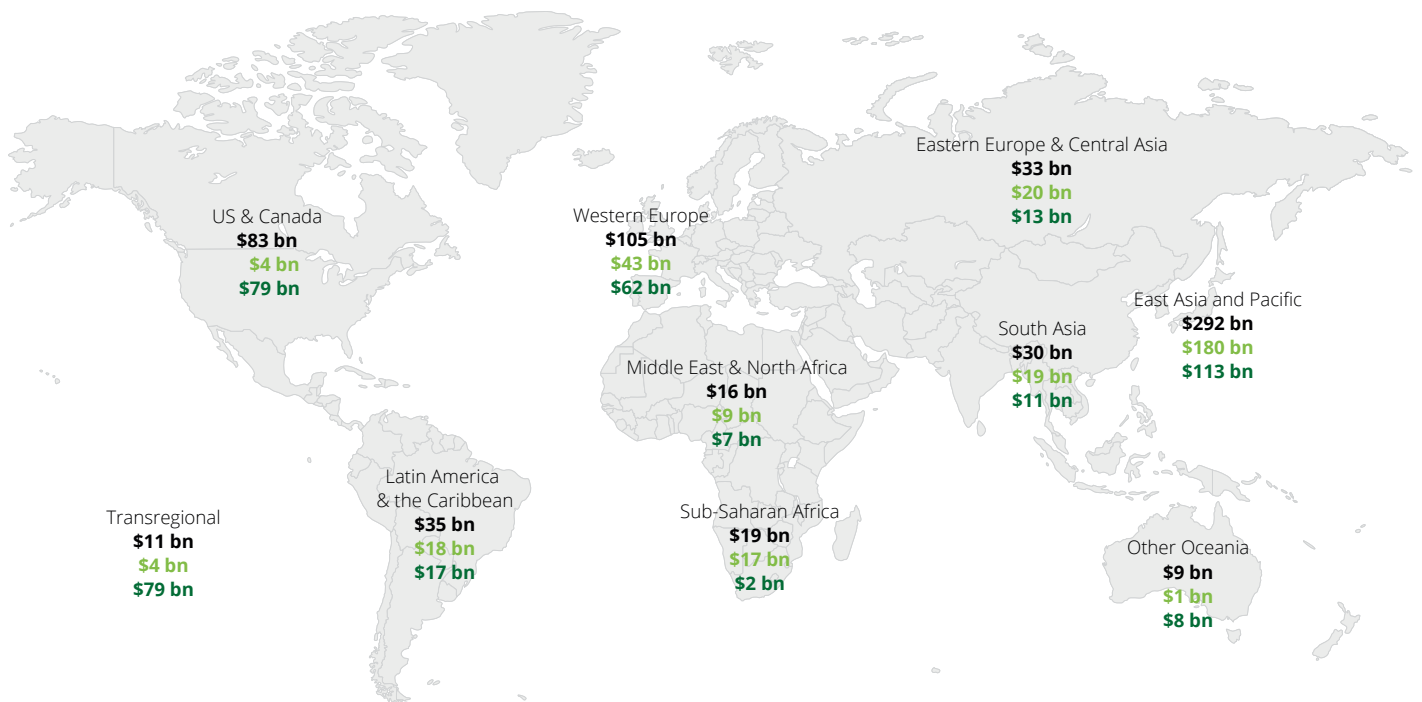 Eastern Europe & Central Asia
$33 bn
$20 bn
$13 bn
US & Canada
$83 bn
$4 bn
$79 bn
Western Europe
$105 bn
$43 bn
$62 bn
East Asia and Pacific
$292 bn
$180 bn
$113 bn
South Asia
$30 bn
$19 bn
$11 bn
Middle East & North Africa
$16 bn
$9 bn
$7 bn
Latin America
& the Caribbean
$35 bn
$18 bn
$17 bn
Sub-Saharan Africa
$19 bn
$17 bn
$2 bn
Transregional
$11 bn
$4 bn
$79 bn
Other Oceania
$9 bn
$1 bn
$8 bn